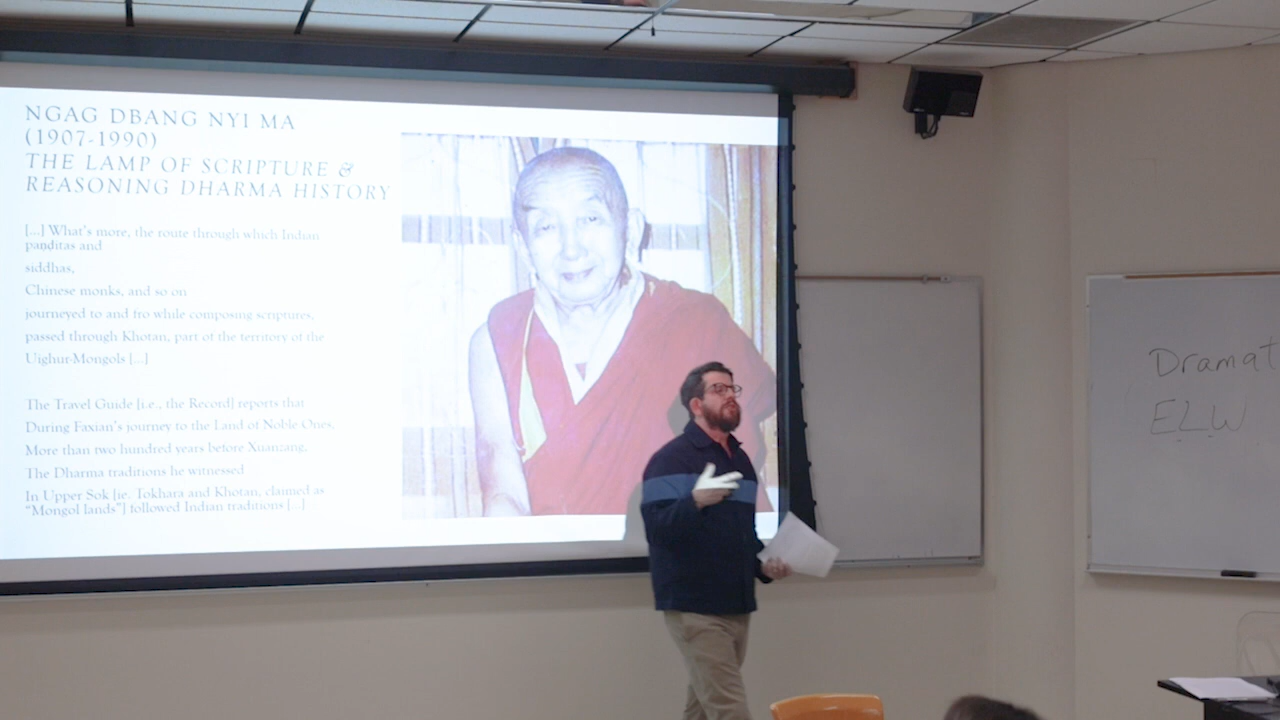 NGAG DBANG NYI MA
(1907-1990)
THE LAMP OF SCRIPTURE &
REASONING DHARMA HISTORY
[...] What's more, the route through which Indian
paṇḍitas and
siddhas,
Chinese monks, and so on
journeyed to and fro while composing scriptures,
passed through Khotan, part of the territory of the
Uighur-Mongols [...]
The Travel Guide [i.e., the Record] reports that
During Faxian's journey to the Land of Noble Ones,
More than two hundred years before Xuanzang,
The Dharma traditions he witnessed
In Upper Sok [ie. Tokhara and Khotan, claimed as
"Mongol lands"] followed Indian traditions [...]
Dramat
ELW